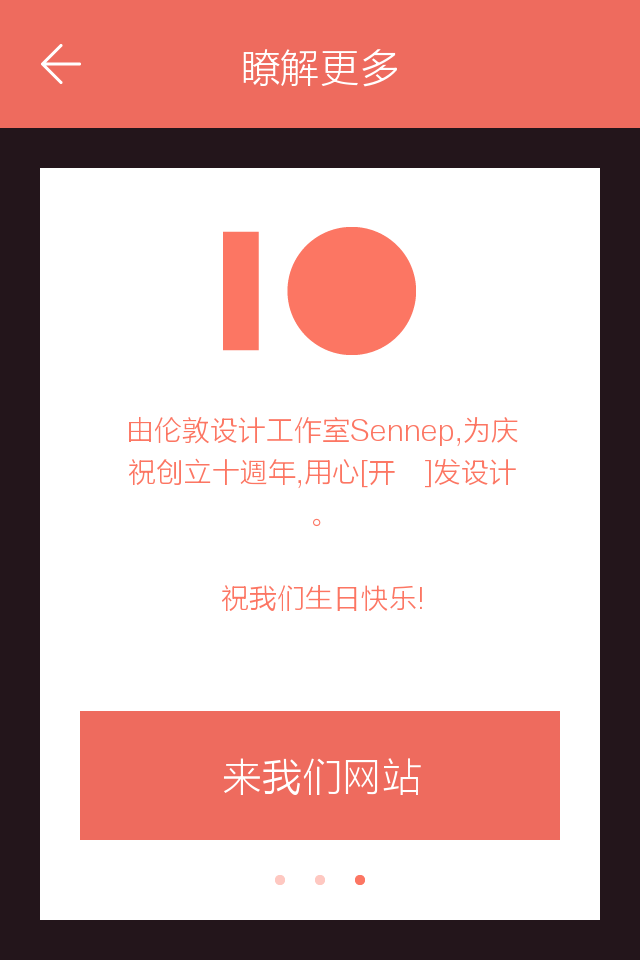 瞭解更多
由伦敦设计工作室Sennep,为庆
祝创立十週年,用心[开 ]发设计
。
祝我们生日快乐!
来我们网站